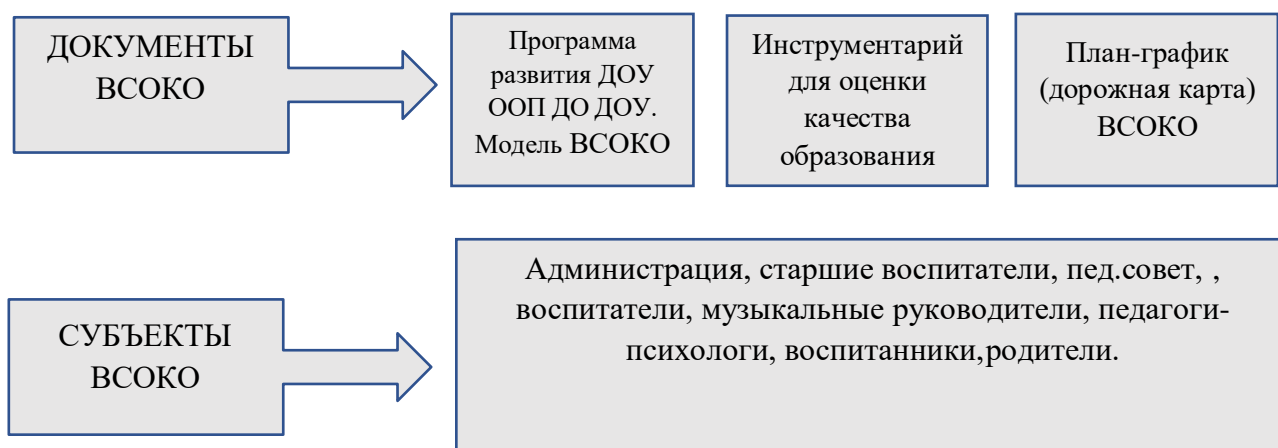 ДОКУМЕНТЫ
ВСОКО
Программа
развития ДОУ
ООП ДО ДОУ.
Модель ВСОКО
Инструментарий
для оценки
качества
образования
План-график
(дорожная карта)
ВСОКО
СУБЪЕКТЫ
ВСОКО
Администрация, старшие воспитатели, пед.совет, ,
воспитатели, музыкальные руководители, педагоги-
психологи, воспитанники,родители.